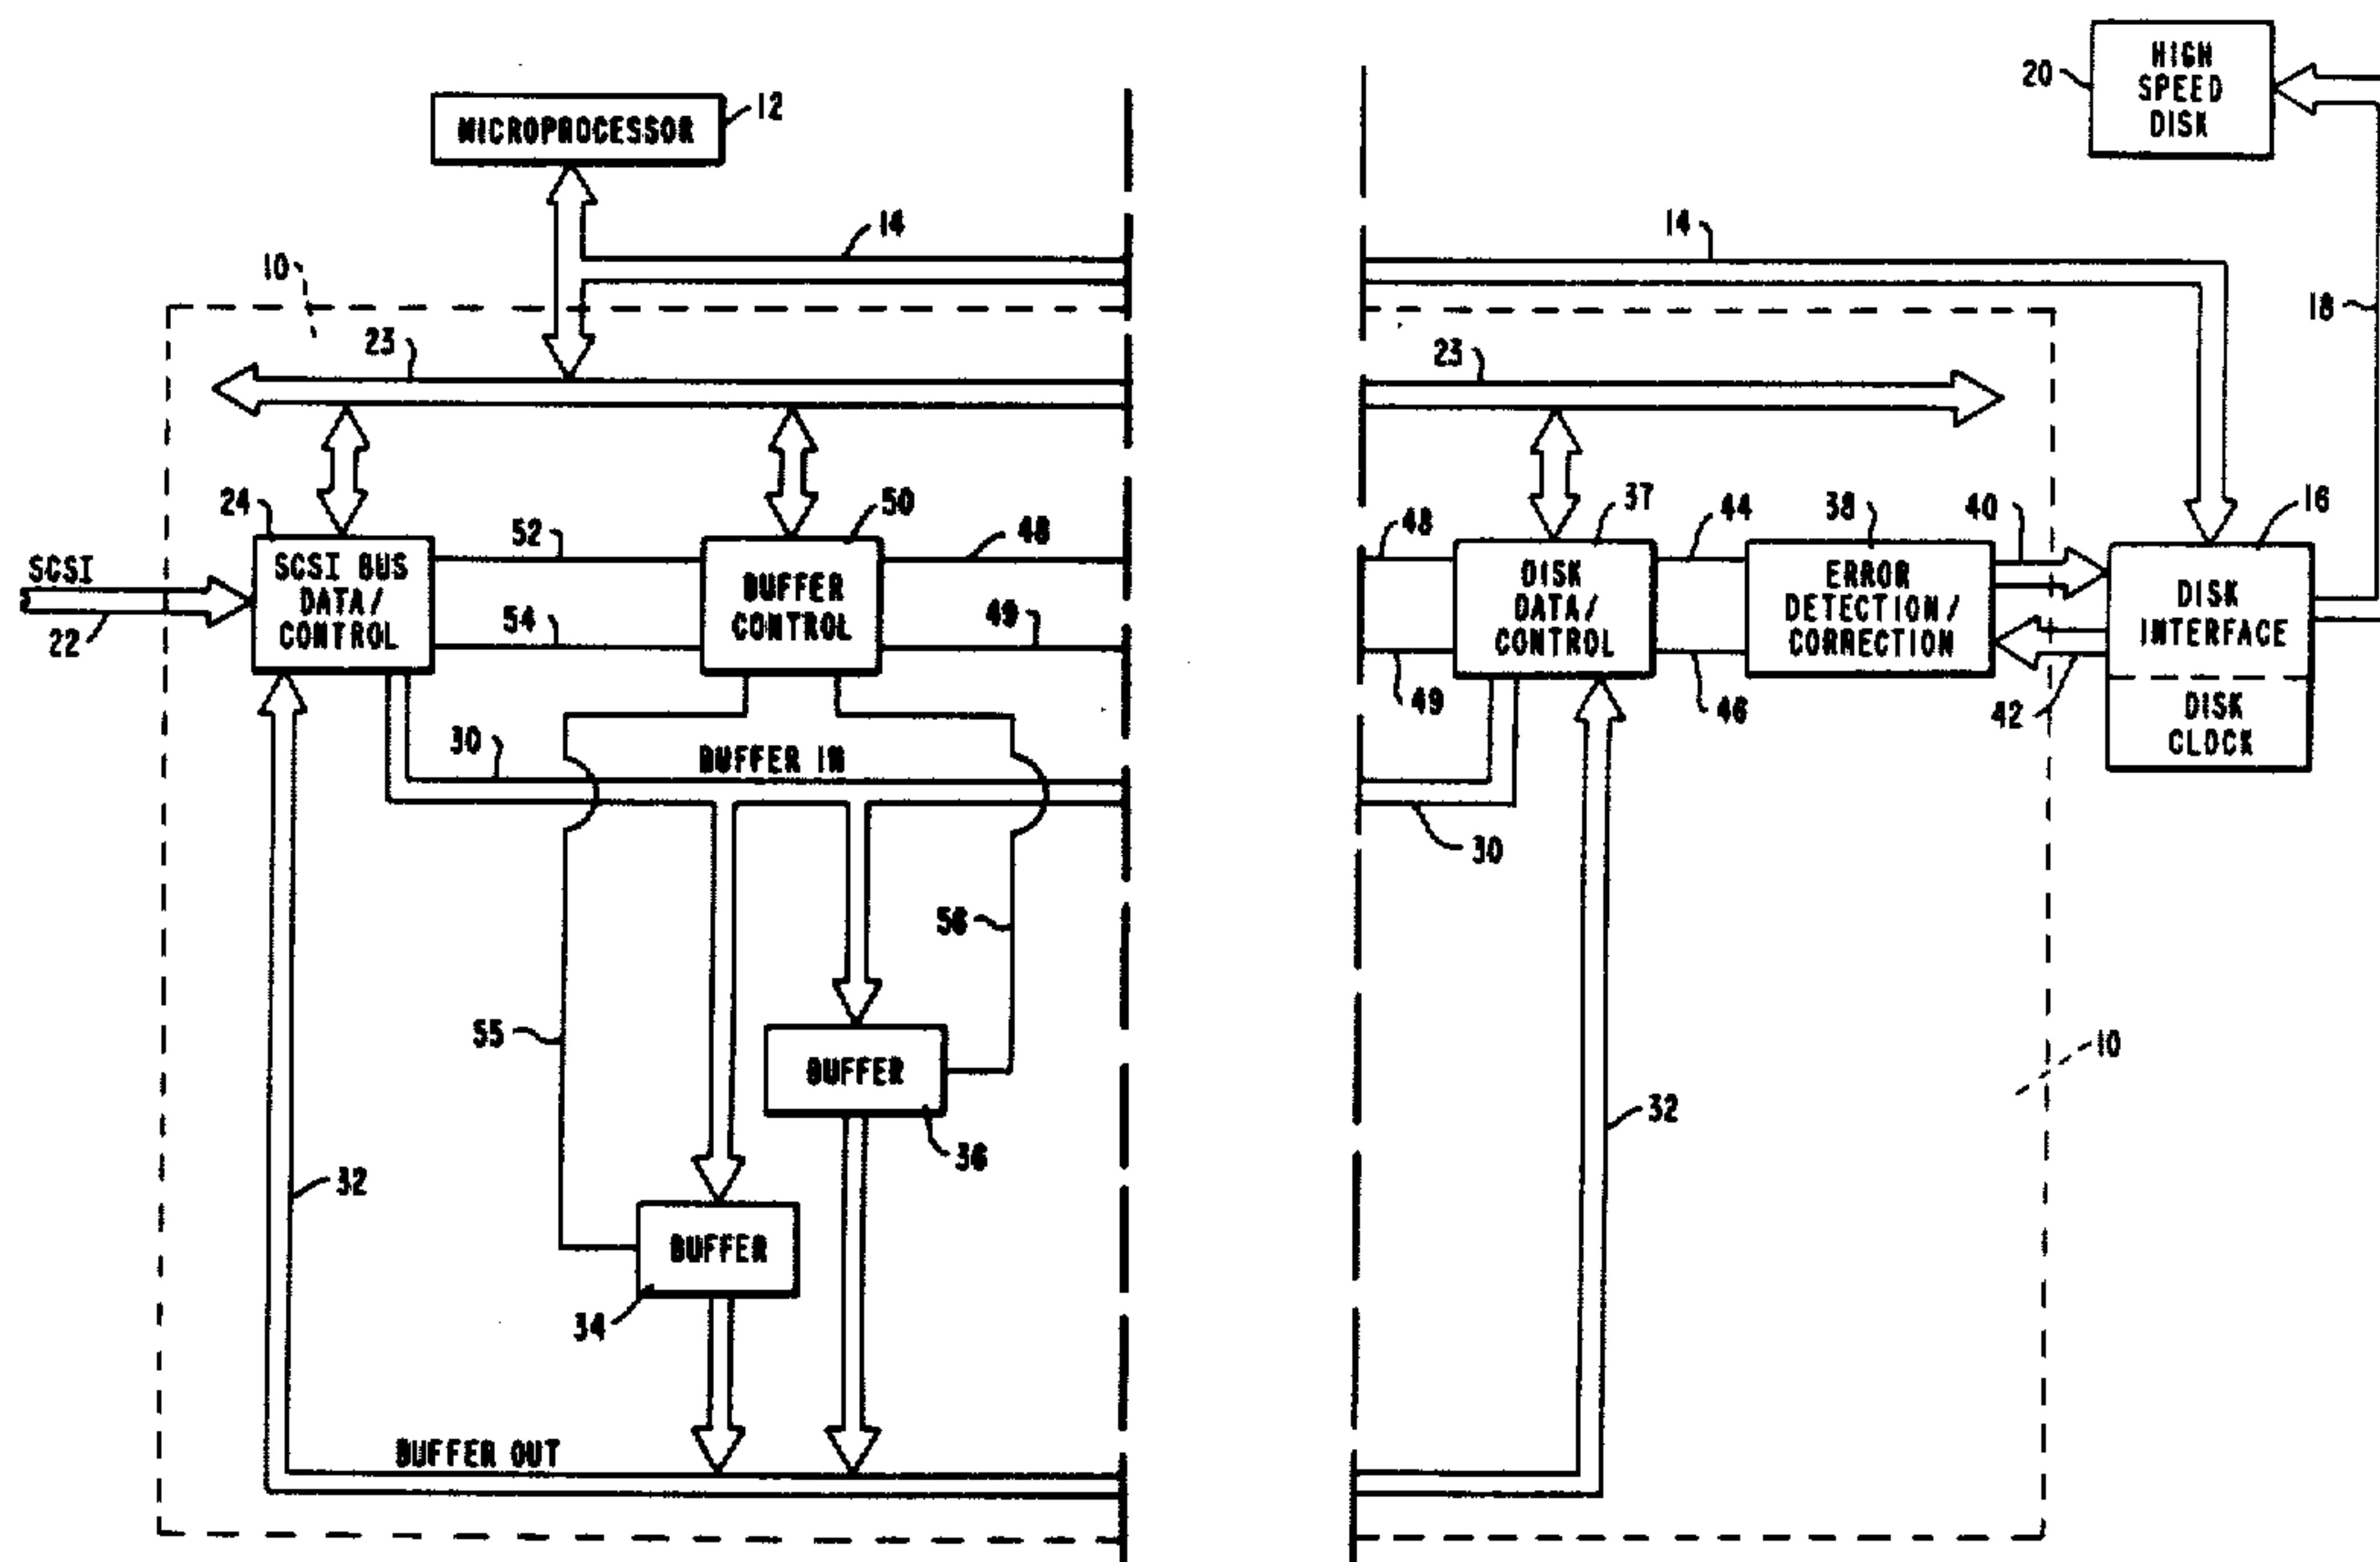 HIGH
SPEED
DISK
20
MICROPROCESSOR
12
14
14
10
18
23
23
24
52
50
48
48
37
44
38
40
16
SCSI
22
SCSI BUS
DATA/
CONTROL
54
BUFFER
CONTROL
49
49
DISK
DATA/
CONTROL
46
ERROR
DETECTION/
CORRECTION
42
DISK
INTERFACE
DISK
CLOCK
30
BUFFER IN
30
56
55
BUFFER
36
10
32
32
BUFFER
34
BUFFER OUT